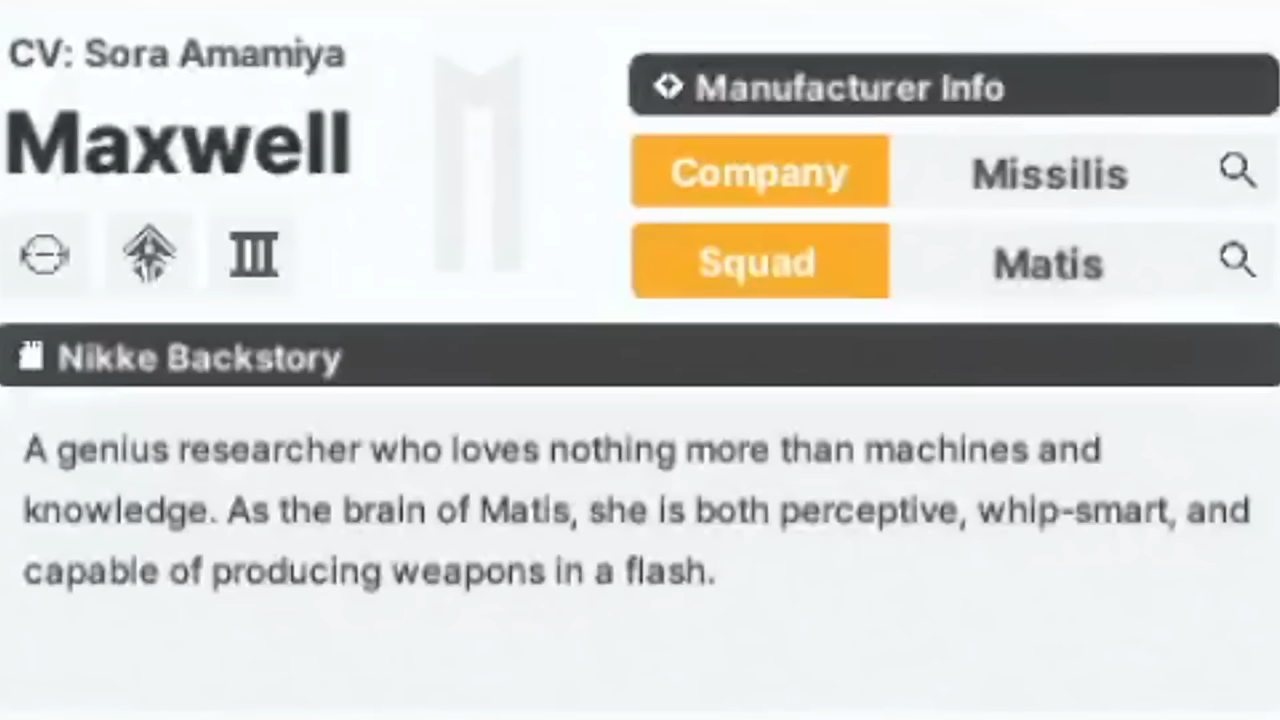 CV: Sora Amamiya
Maxwell
III
Manufacturer Info
Company Missilis
Squad Matis
Nikke Backstory
A genius researcher who loves nothing more than machines and
knowledge. As the brain of Matis, she is both perceptive, whip-smart, and
capable of producing weapons in a flash.